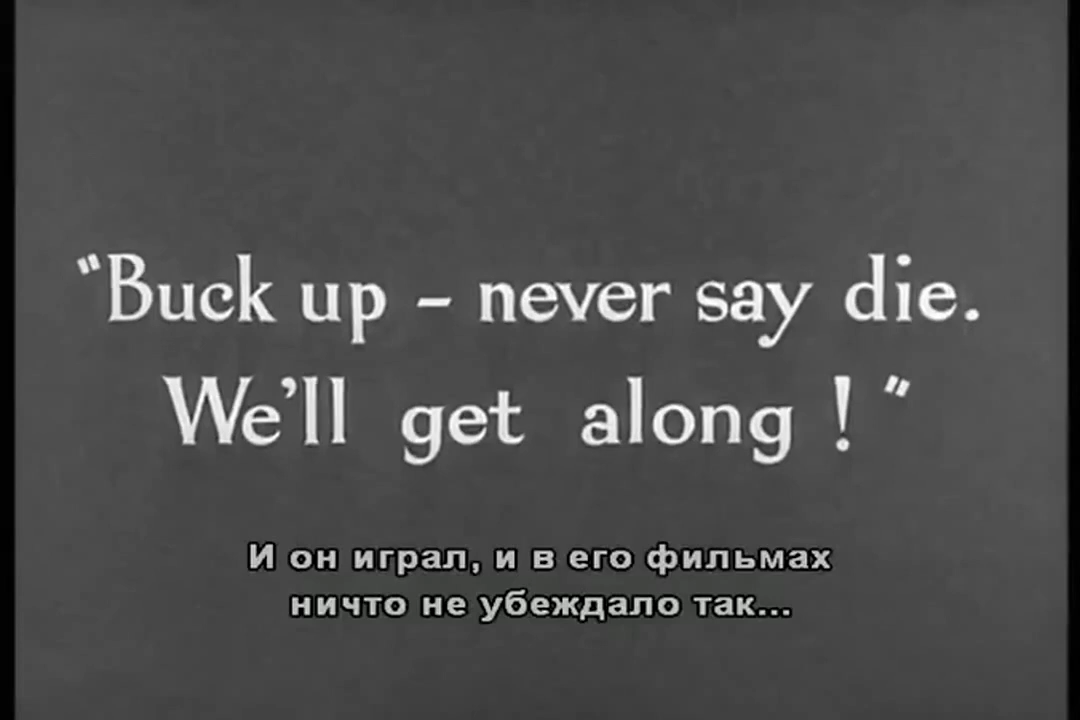 "Buck up – never say die.
We'll get along ! "
И он играл, и в его фильмах
ничто не убеждало так...